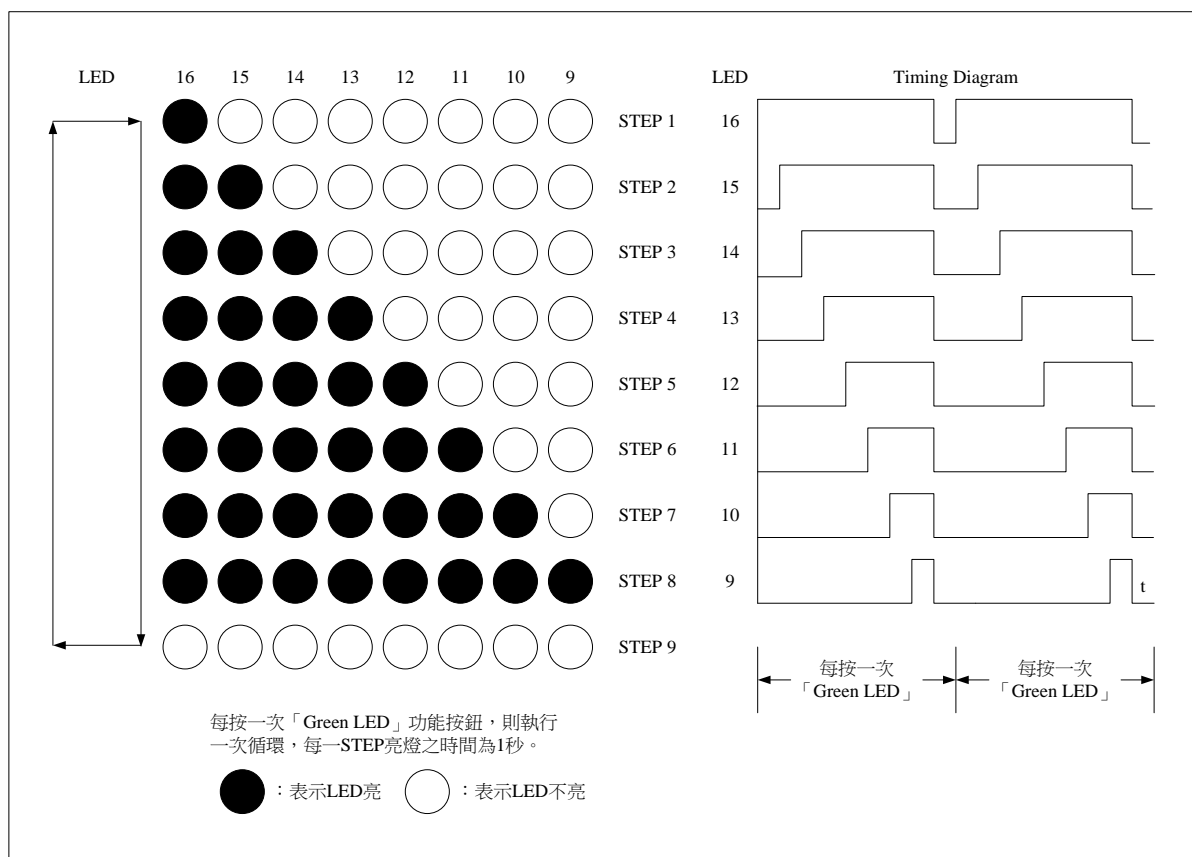 LED 16 15 14 13 12 11 10 9
STEP 1
STEP 2
STEP 3
STEP 4
STEP 5
STEP 6
STEP 7
STEP 8
STEP 9
每按一次「Green LED」功能按鈕,則執行
一次循環,每一STEP亮燈之時間為1秒。
:表示LED亮
:表示LED不亮
LED Timing Diagram
16
15
14
13
12
11
10
9
t
每按一次
「Green LED」
每按一次
「Green LED」